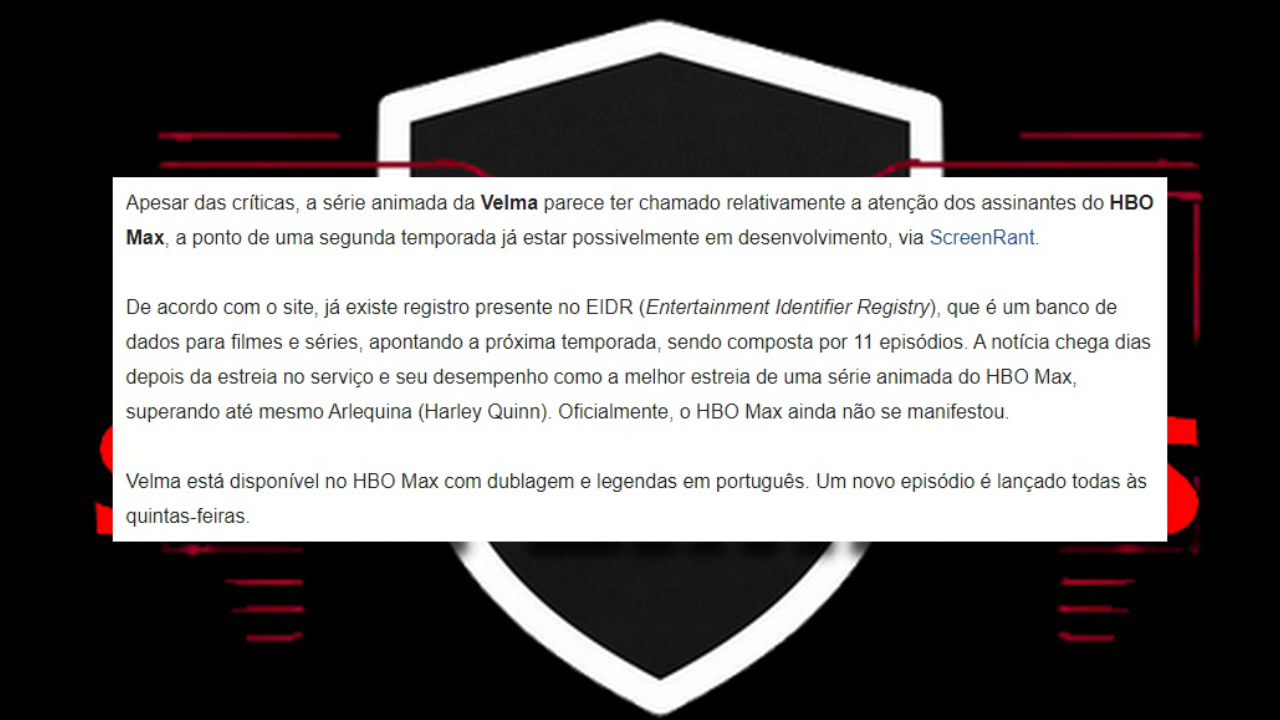 Apesar das críticas, a série animada da Velma parece ter chamado relativamente a atenção dos assinantes do HBO
Max, a ponto de uma segunda temporada já estar possivelmente em desenvolvimento, via ScreenRant.
De acordo com o site, já existe registro presente no EIDR (Entertainment Identifier Registry), que é um banco de
dados para filmes e séries, apontando a próxima temporada, sendo composta por 11 episódios. A notícia chega dias
depois da estreia no serviço e seu desempenho como a melhor estreia de uma série animada do HBO Max,
superando até mesmo Arlequina (Harley Quinn). Oficialmente, o HBO Max ainda não se manifestou.
Velma está disponível no HBO Max com dublagem e legendas em português. Um novo episódio é lançado todas às
quintas-feiras.